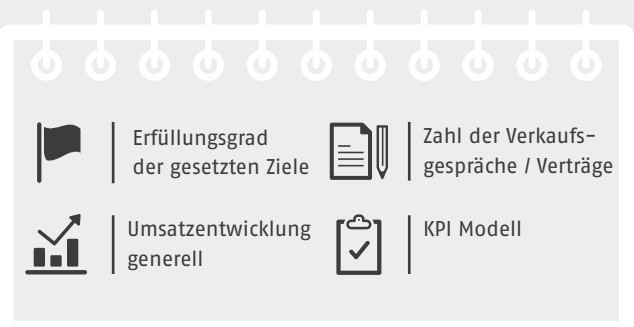 Erfüllungsgrad
der gesetzten Ziele
Zahl der Verkaufs-
gespräche / Verträge
Umsatzentwicklung
generell
KPI Modell